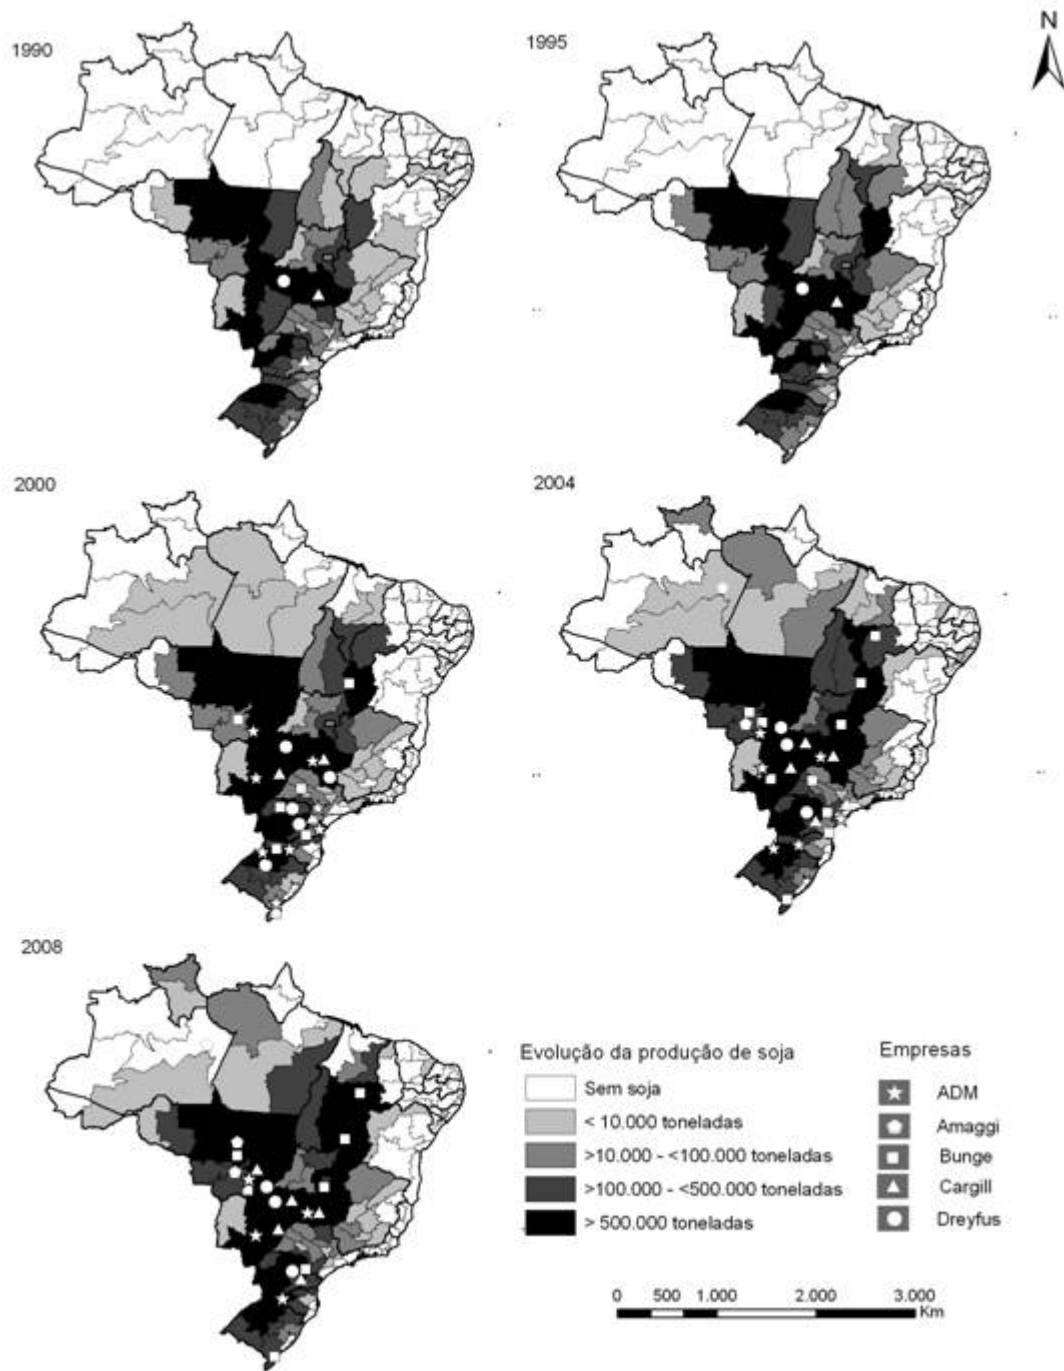 N
1990
1995
2000
2004
2008
Evolução da produção de soja
Sem soja
< 10.000 toneladas
>10.000 - <100.000 toneladas
>100.000 - <500.000 toneladas
> 500.000 toneladas
Empresas
ADM
Amaggi
Bunge
Cargill
Dreyfus
0 500 1.000 2.000 3.000
Km